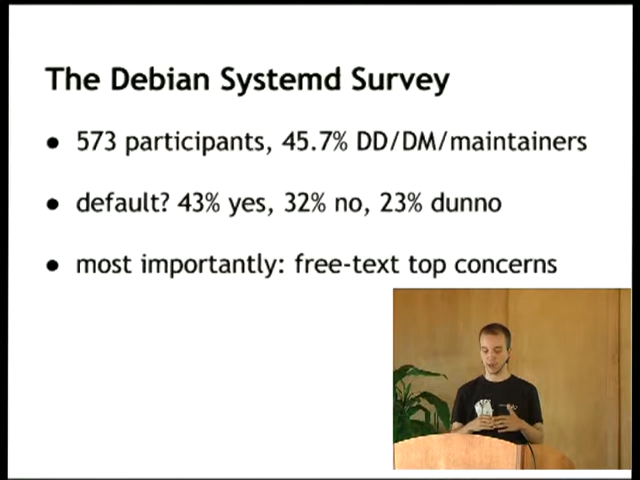 The Debian Systemd Survey
• 573 participants, 45.7% DD/DM/maintainers
• default? 43% yes, 32% no, 23% dunno
• most importantly: free-text top concerns